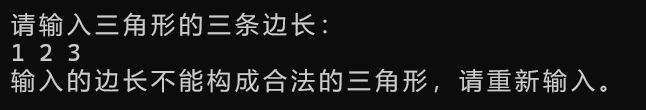 请输入三角形的三条边长：
1 2 3
输入的边长不能构成合法的三角形，请重新输入。